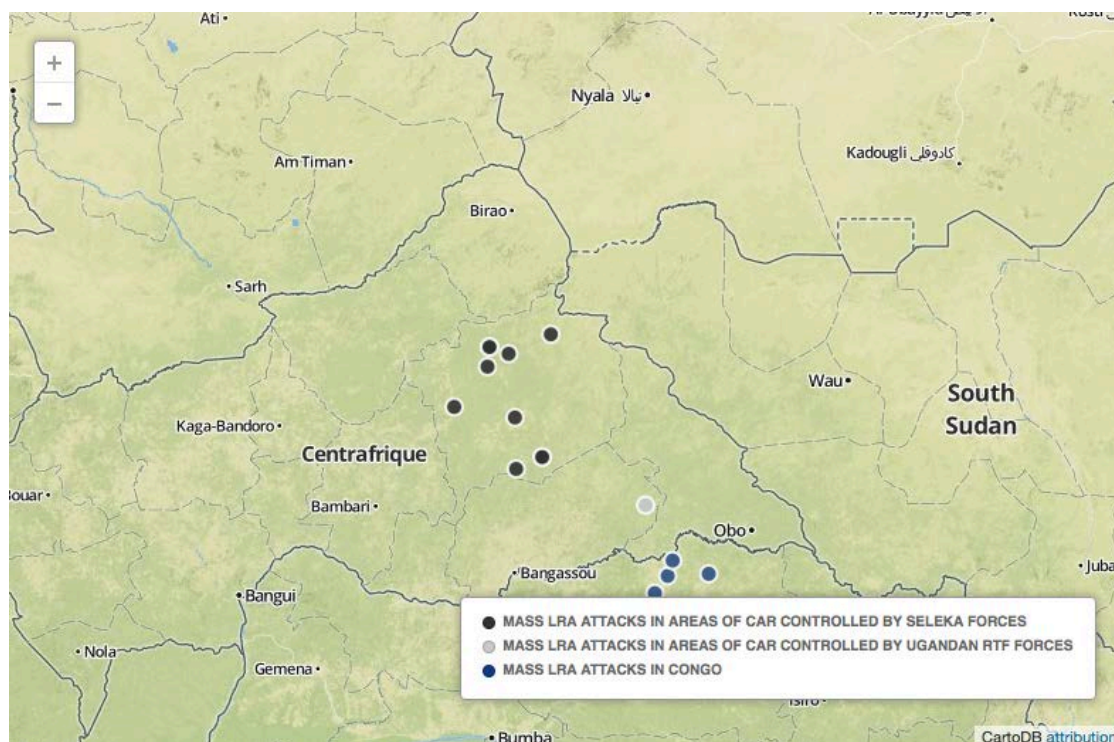 Ati
+
−
Nyala نيالا
Kadougli كادوقلي
Am Timan
Birao
Sarh
Wau
South
Sudan
Kaga-Bandoro
Centrafrique
Bouar
Bambari
Obo
Bangassou
Juba
Bangui
MASS LRA ATTACKS IN AREAS OF CAR CONTROLLED BY SELEKA FORCES
MASS LRA ATTACKS IN AREAS OF CAR CONTROLLED BY UGANDAN RTF FORCES
MASS LRA ATTACKS IN CONGO
Nola
Gemena
Isiro
Bumba
CartoDB attribution